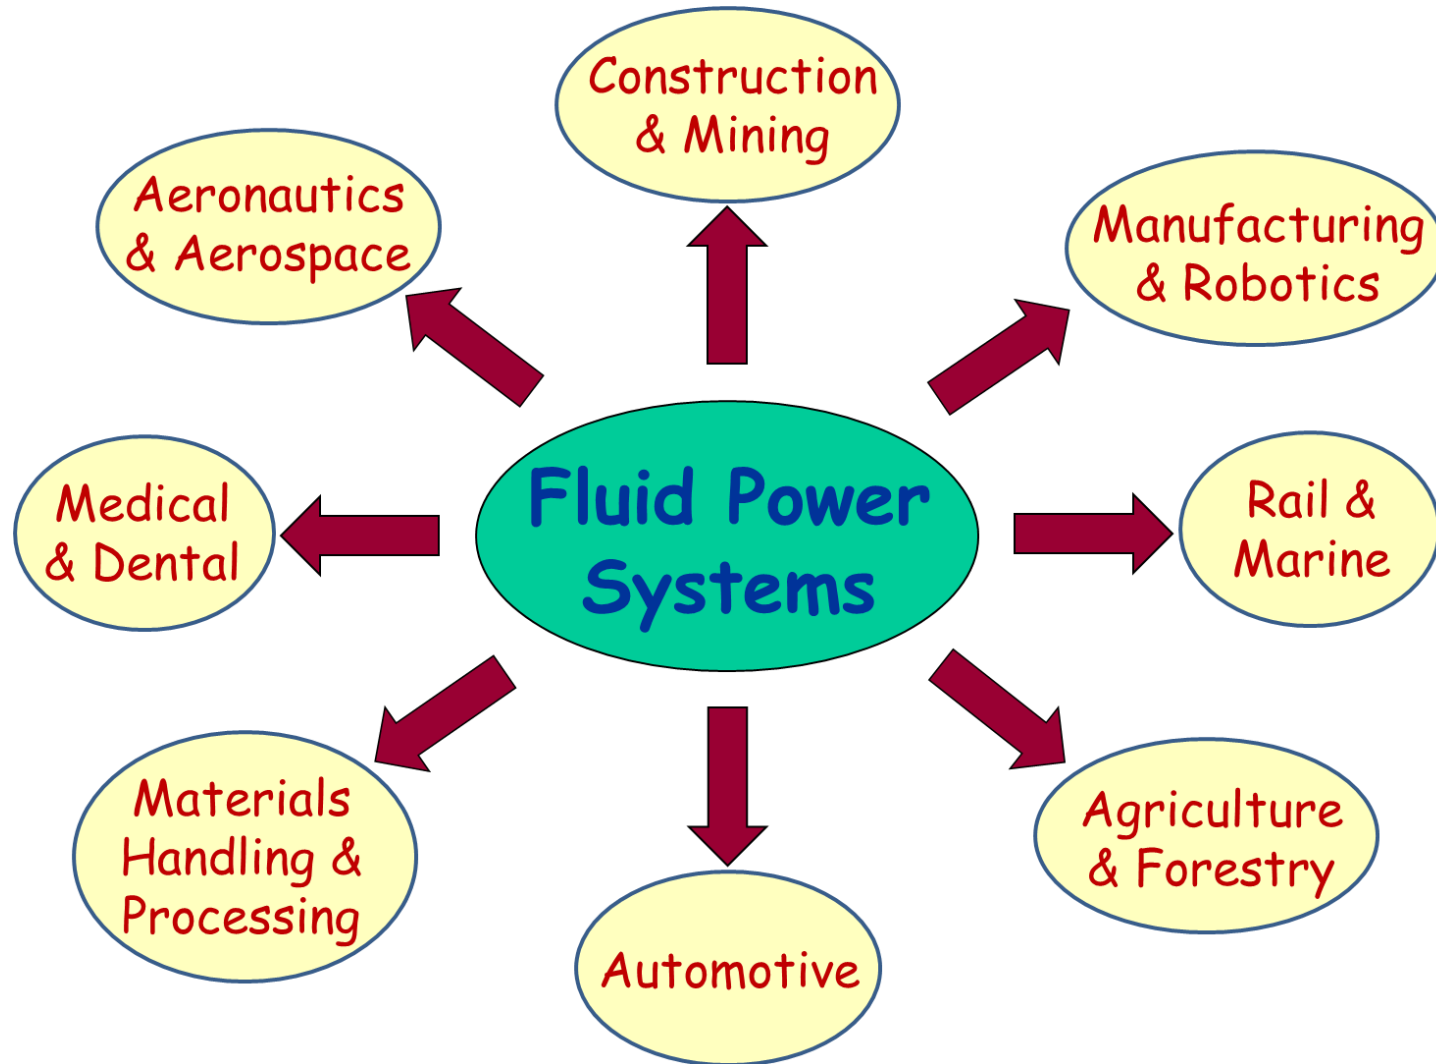 Construction
& Mining
Aeronautics
& Aerospace
Manufacturing
& Robotics
Fluid Power
Systems
Medical
& Dental
Rail &
Marine
Materials
Handling &
Processing
Agriculture
& Forestry
Automotive